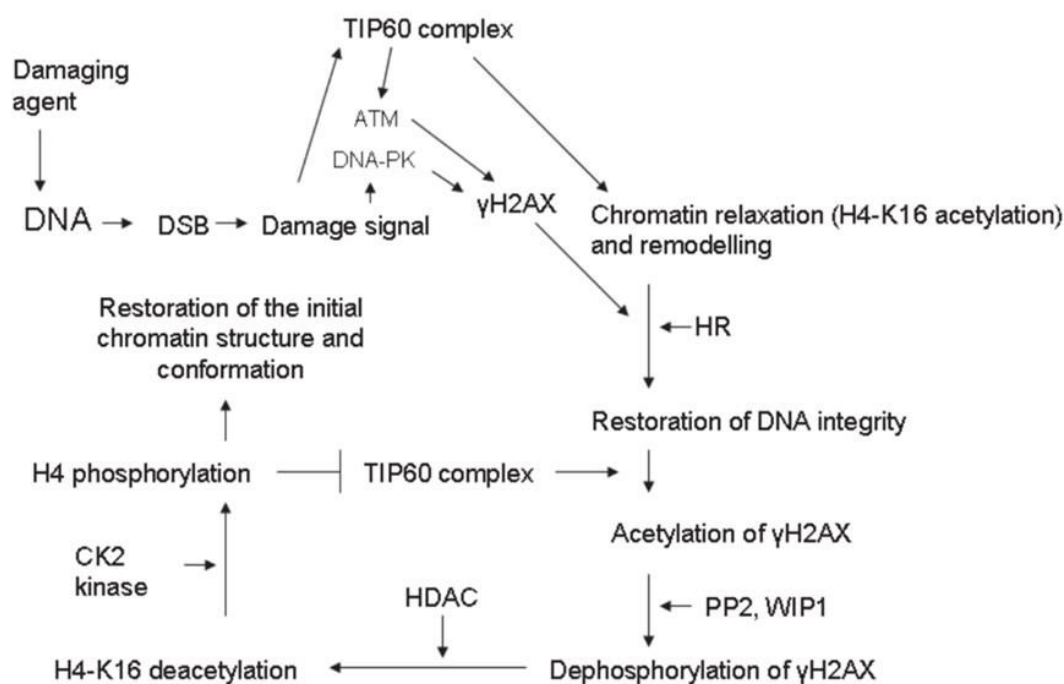 TIP60 complex
Damaging
agent
ATM
DNA-PK
DNA
DSB
Damage signal
γH2AX
Chromatin relaxation (H4-K16 acetylation)
and remodelling
Restoration of the initial
chromatin structure and
conformation
HR
Restoration of DNA integrity
H4 phosphorylation
TIP60 complex
Acetylation of γH2AX
CK2
kinase
HDAC
PP2, WIP1
H4-K16 deacetylation
Dephosphorylation of γH2AX